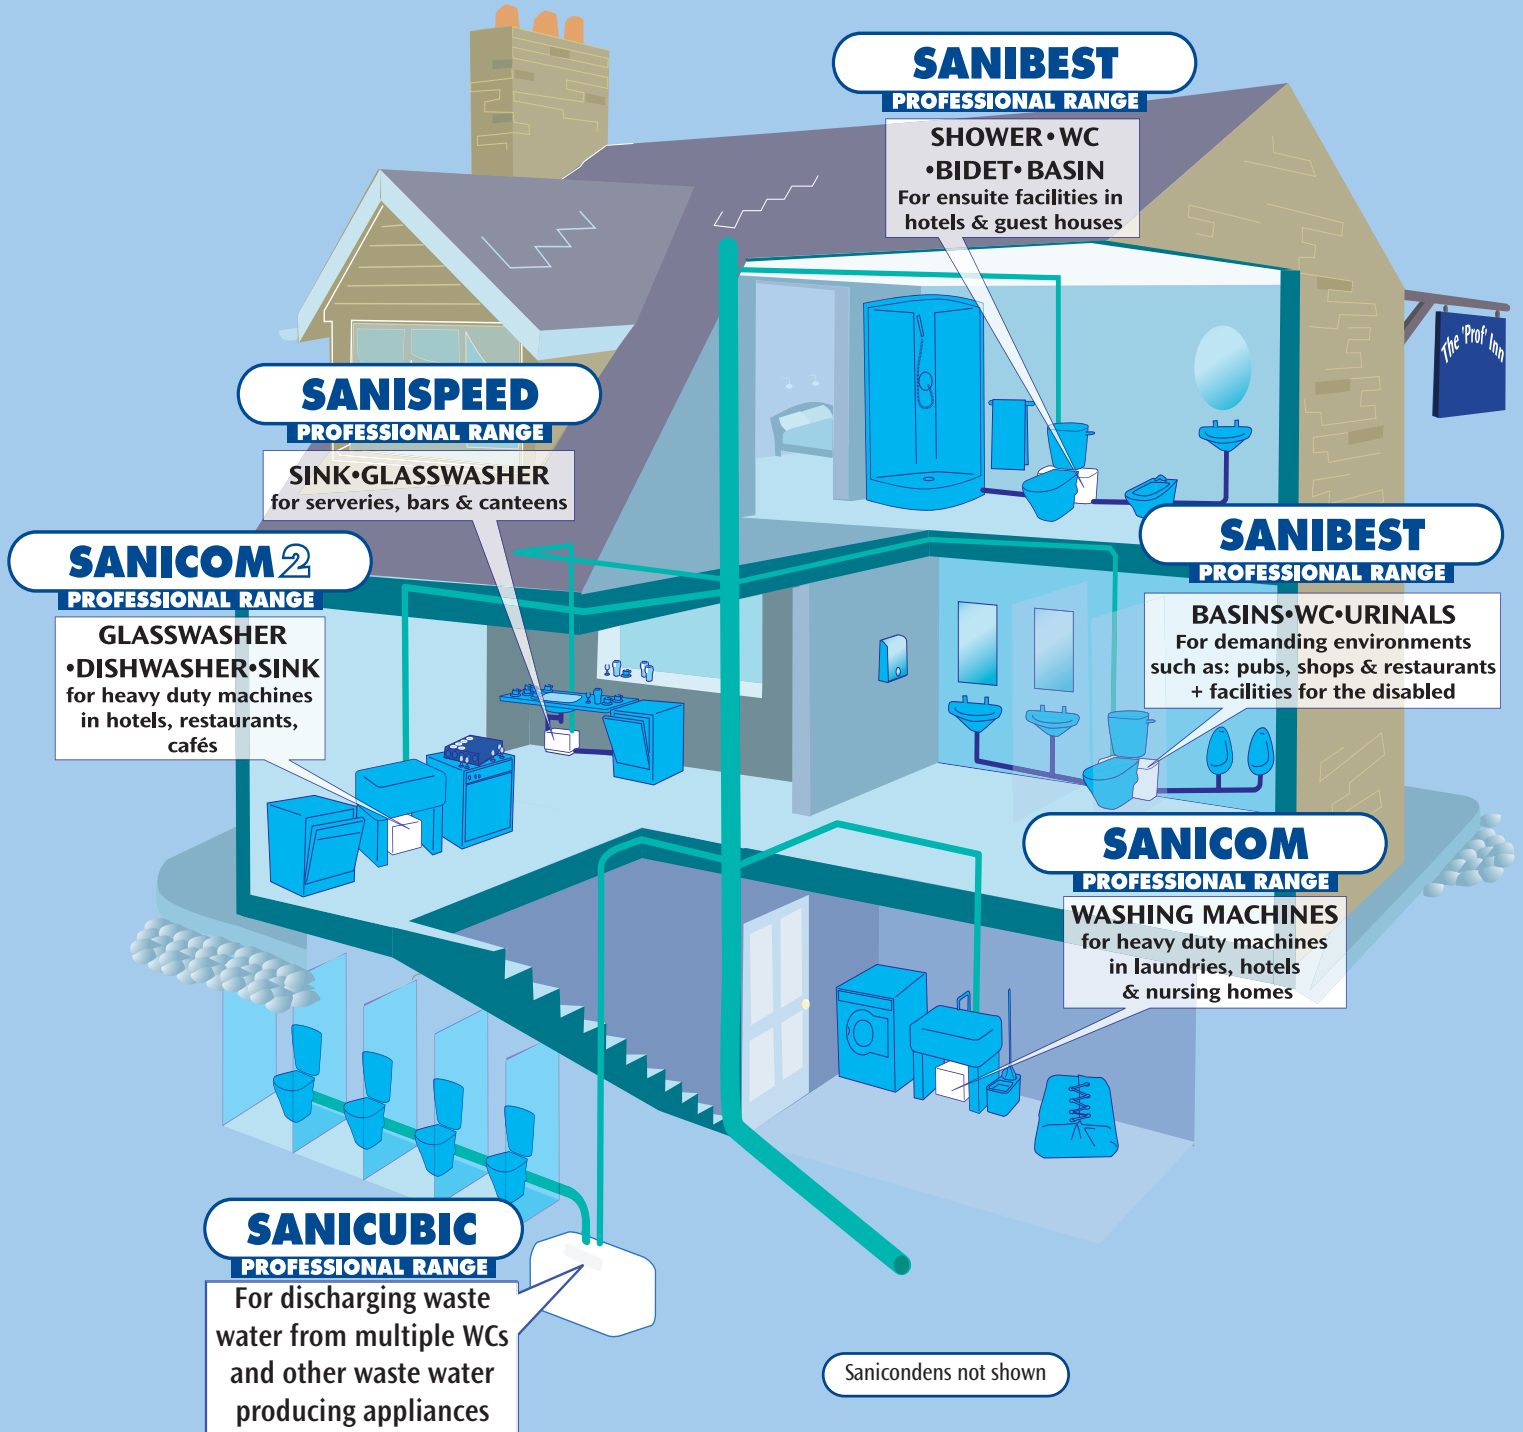 SANIBEST
PROFESSIONAL RANGE
SHOWER•WC
•BIDET•BASIN
For ensuite facilities in
hotels & guest houses
The 'Prof' Inn
SANISPEED
PROFESSIONAL RANGE
SINK•GLASSWASHER
for serveries, bars & canteens
SANICOM 2
PROFESSIONAL RANGE
GLASSWASHER
•DISHWASHER•SINK
for heavy duty machines
in hotels, restaurants,
cafés
SANIBEST
PROFESSIONAL RANGE
BASINS•WC•URINALS
For demanding environments
such as: pubs, shops & restaurants
+ facilities for the disabled
SANICOM
PROFESSIONAL RANGE
WASHING MACHINES
for heavy duty machines
in laundries, hotels
& nursing homes
SANICUBIC
PROFESSIONAL RANGE
For discharging waste
water from multiple WCs
and other waste water
producing appliances
Sanicondens not shown